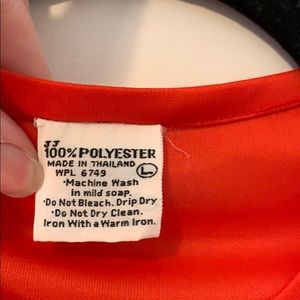 JJ
100% POLYESTER
MADE IN THAILAND
WPL 6749 L
·Machine Wash
in mild soap.
·Do Not Bleach. Drip Dry
·Do Not Dry Clean.
Iron With a Warm Iron.